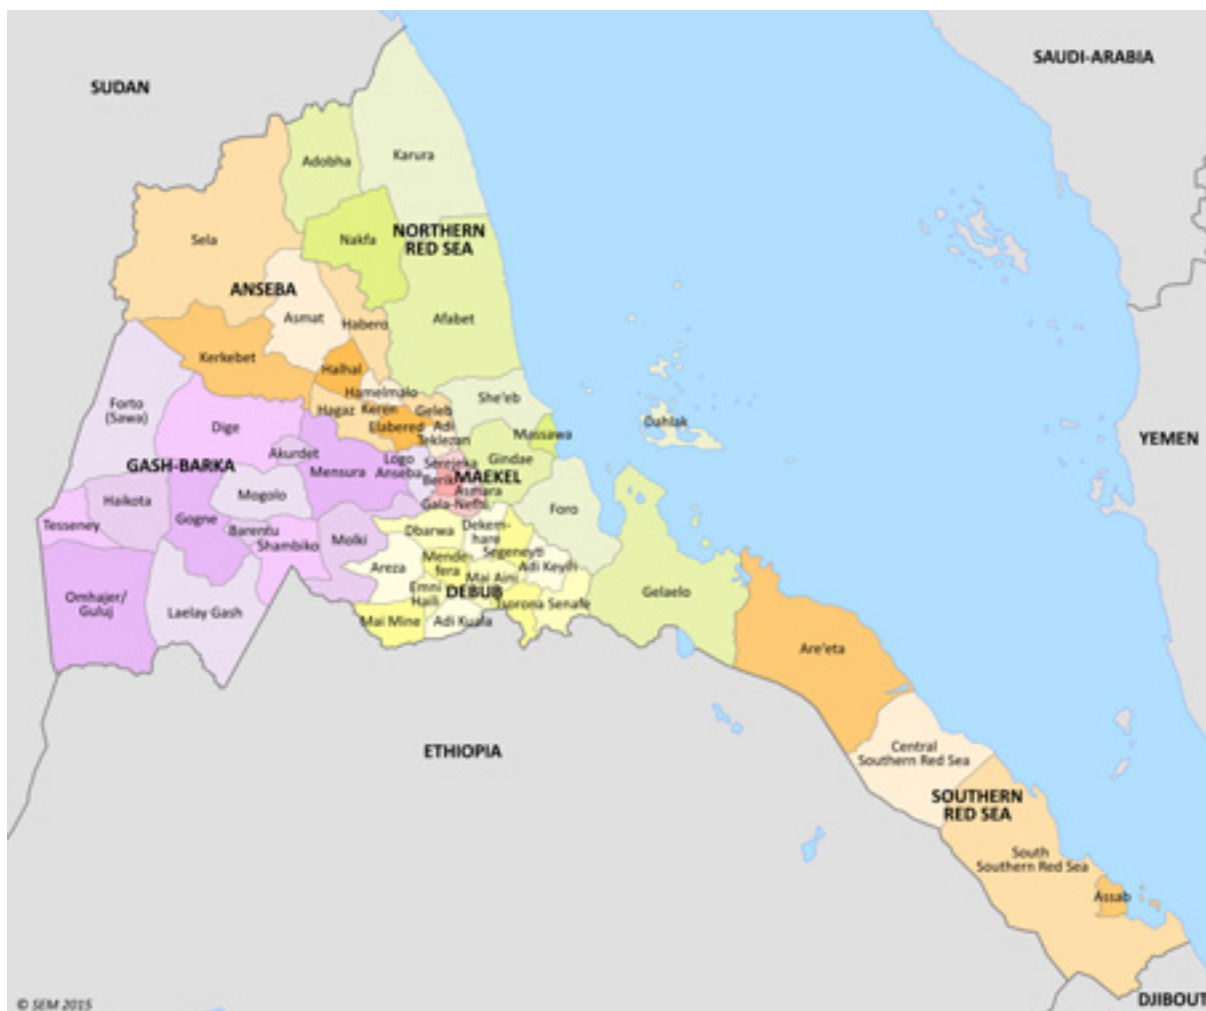 SUDAN
SAUDI-ARABIA
Karura
Adobha
NORTHERN
RED SEA
Nakfa
Sela
ANSEBA
Asmat
Habero
Afabet
Kerkebet
Halhal
Hamelmalo
She'eb
Forto
(Sawa)
Hagaz
Keren
Geleb
Dahlak
Dige
Elabered
Adi
Teklezan
Massawa
YEMEN
Akurdet
Logo
Anseba
Serejeka
Gindae
GASH-BARKA
Mensura
Berik
MAEKEL
Asmara
Haikota
Mogolo
Gala-Nefhi
Foro
Tesseney
Gogne
Barentu
Shambiko
Molki
Dbarwa
Dekem-
hare
Segeneyti
Areza
Mende-
fera
Mai Aini
Adi Keyih
Omhajer/
Guluj
Laelay Gash
Emni
Haili
DEBUB
Tsorona
Senafe
Gelaelo
Mai Mine
Adi Kuala
Are'eta
ETHIOPIA
Central
Southern Red Sea
SOUTHERN
RED SEA
South
Southern Red Sea
Assab
© SEM 2015
DJIBOUT